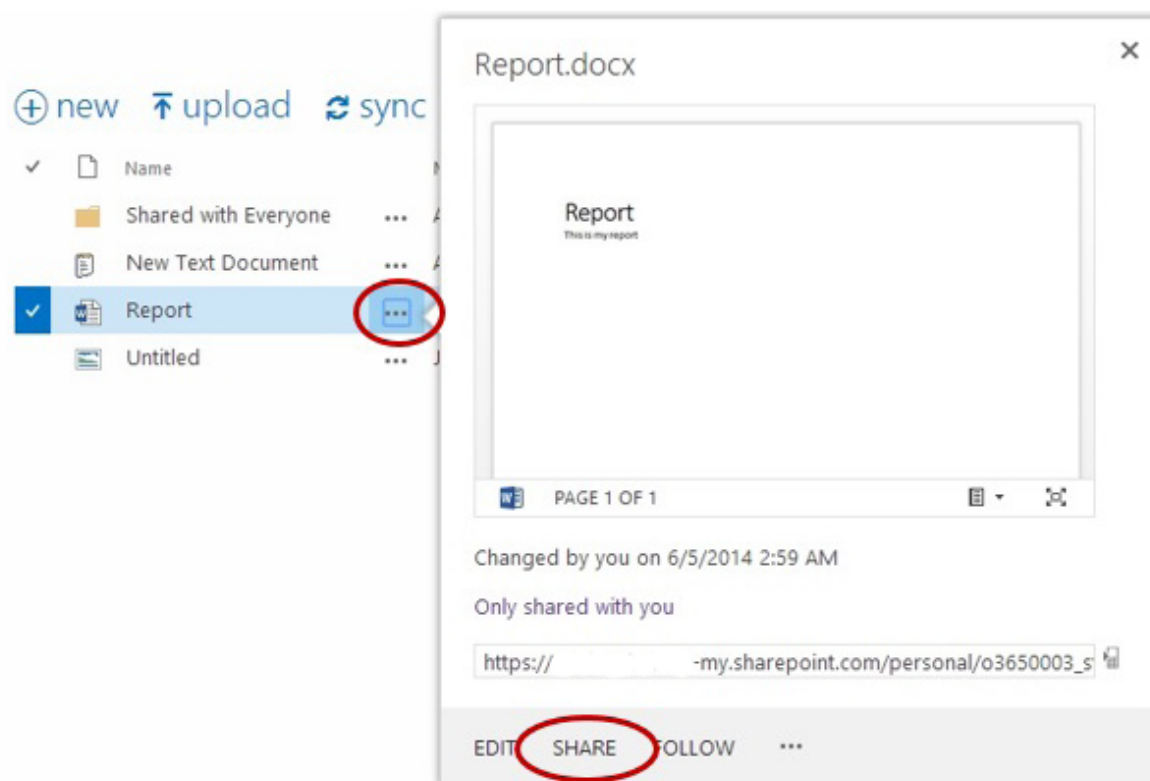 new upload sync
Name
Shared with Everyone ...
New Text Document ...
Report ...
Untitled ...
Report.docx
Report
This is my report
PAGE 1 OF 1
Changed by you on 6/5/2014 2:59 AM
Only shared with you
https:// -my.sharepoint.com/personal/o3650003_s
EDIT SHARE FOLLOW ...